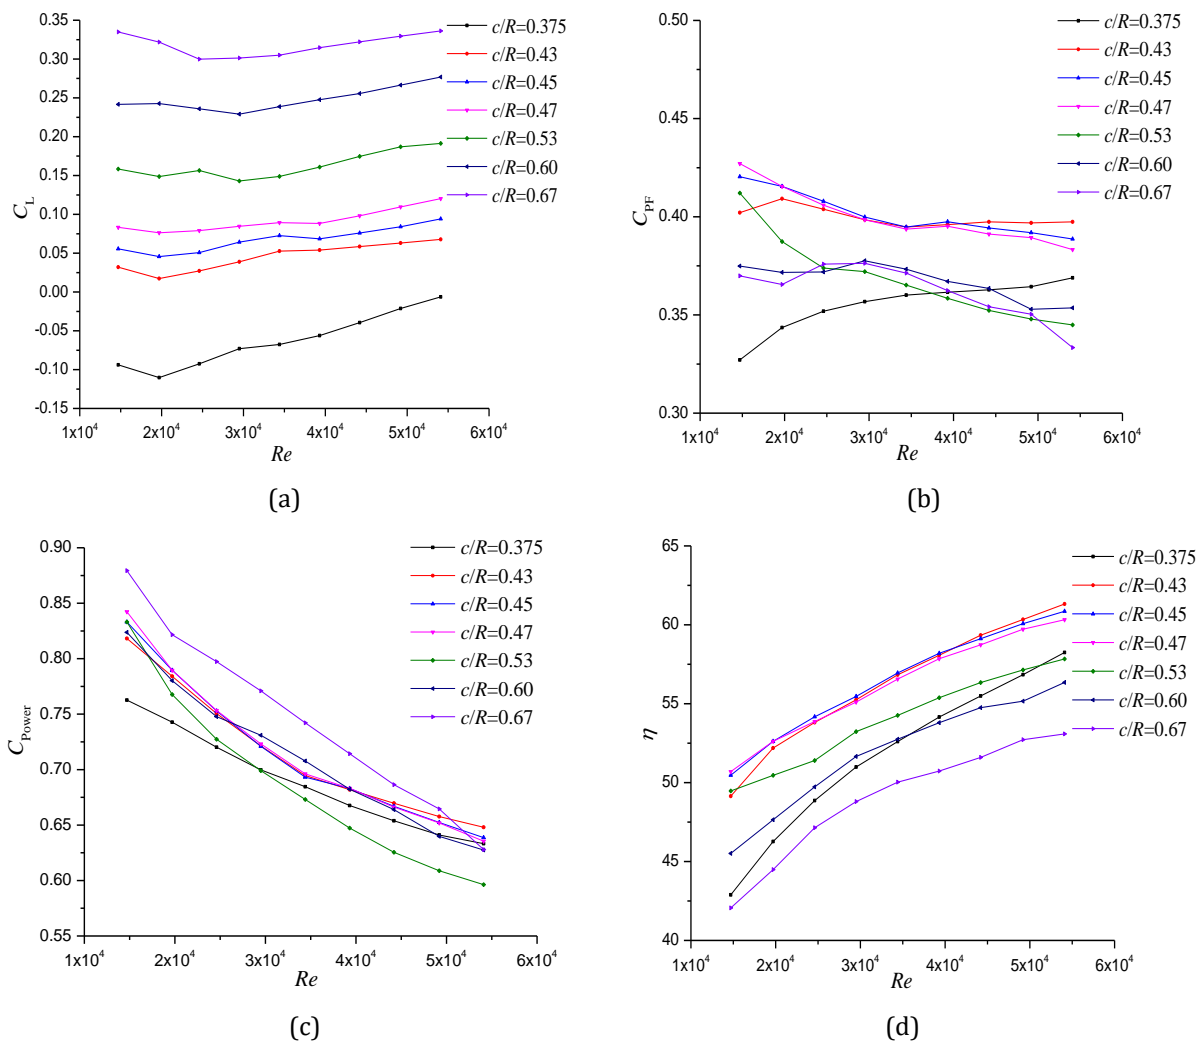 0.35
0.30
0.25
0.20
0.15
0.10
0.05
0.00
-0.05
-0.10
-0.15
C_L
1x10^4
2x10^4
3x10^4
4x10^4
5x10^4
6x10^4
Re
c/R=0.375
c/R=0.43
c/R=0.45
c/R=0.47
c/R=0.53
c/R=0.60
c/R=0.67
(a)
0.50
0.45
0.40
0.35
0.30
C_PF
1x10^4
2x10^4
3x10^4
4x10^4
5x10^4
6x10^4
Re
c/R=0.375
c/R=0.43
c/R=0.45
c/R=0.47
c/R=0.53
c/R=0.60
c/R=0.67
(b)
0.90
0.85
0.80
0.75
0.70
0.65
0.60
0.55
C_Power
1x10^4
2x10^4
3x10^4
4x10^4
5x10^4
6x10^4
Re
c/R=0.375
c/R=0.43
c/R=0.45
c/R=0.47
c/R=0.53
c/R=0.60
c/R=0.67
(c)
65
60
55
50
45
40
η
1x10^4
2x10^4
3x10^4
4x10^4
5x10^4
6x10^4
Re
c/R=0.375
c/R=0.43
c/R=0.45
c/R=0.47
c/R=0.53
c/R=0.60
c/R=0.67
(d)